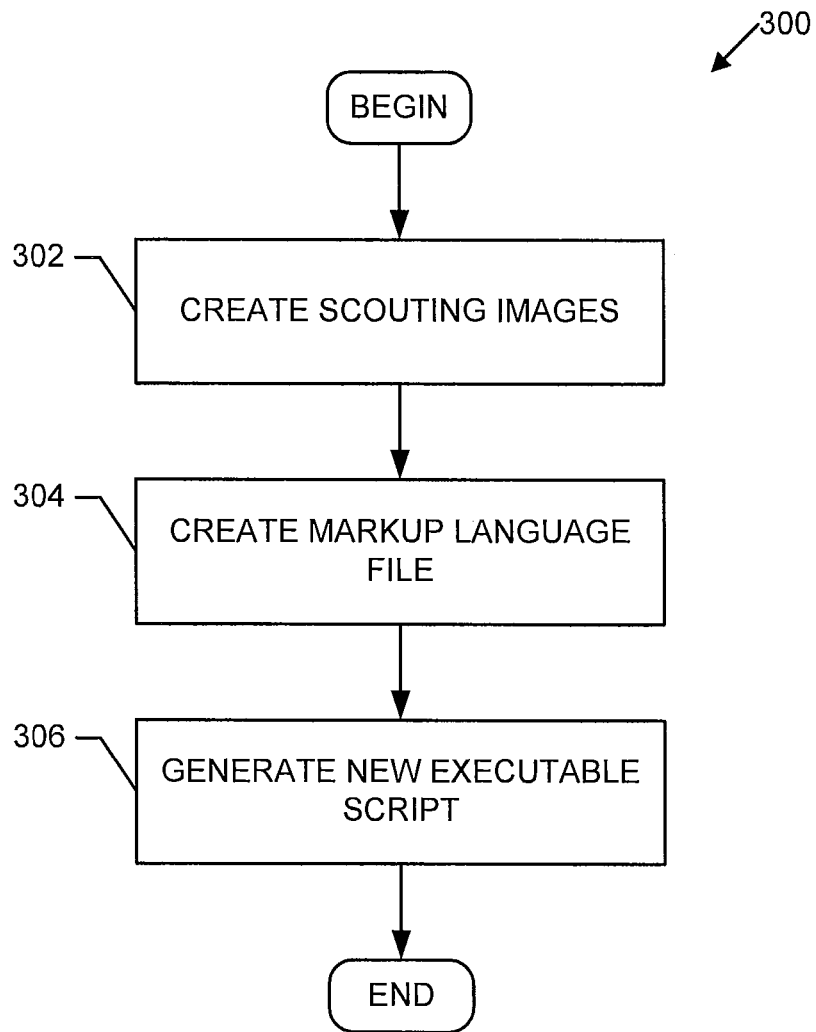 300
BEGIN
302
CREATE SCOUTING IMAGES
304
CREATE MARKUP LANGUAGE
FILE
306
GENERATE NEW EXECUTABLE
SCRIPT
END